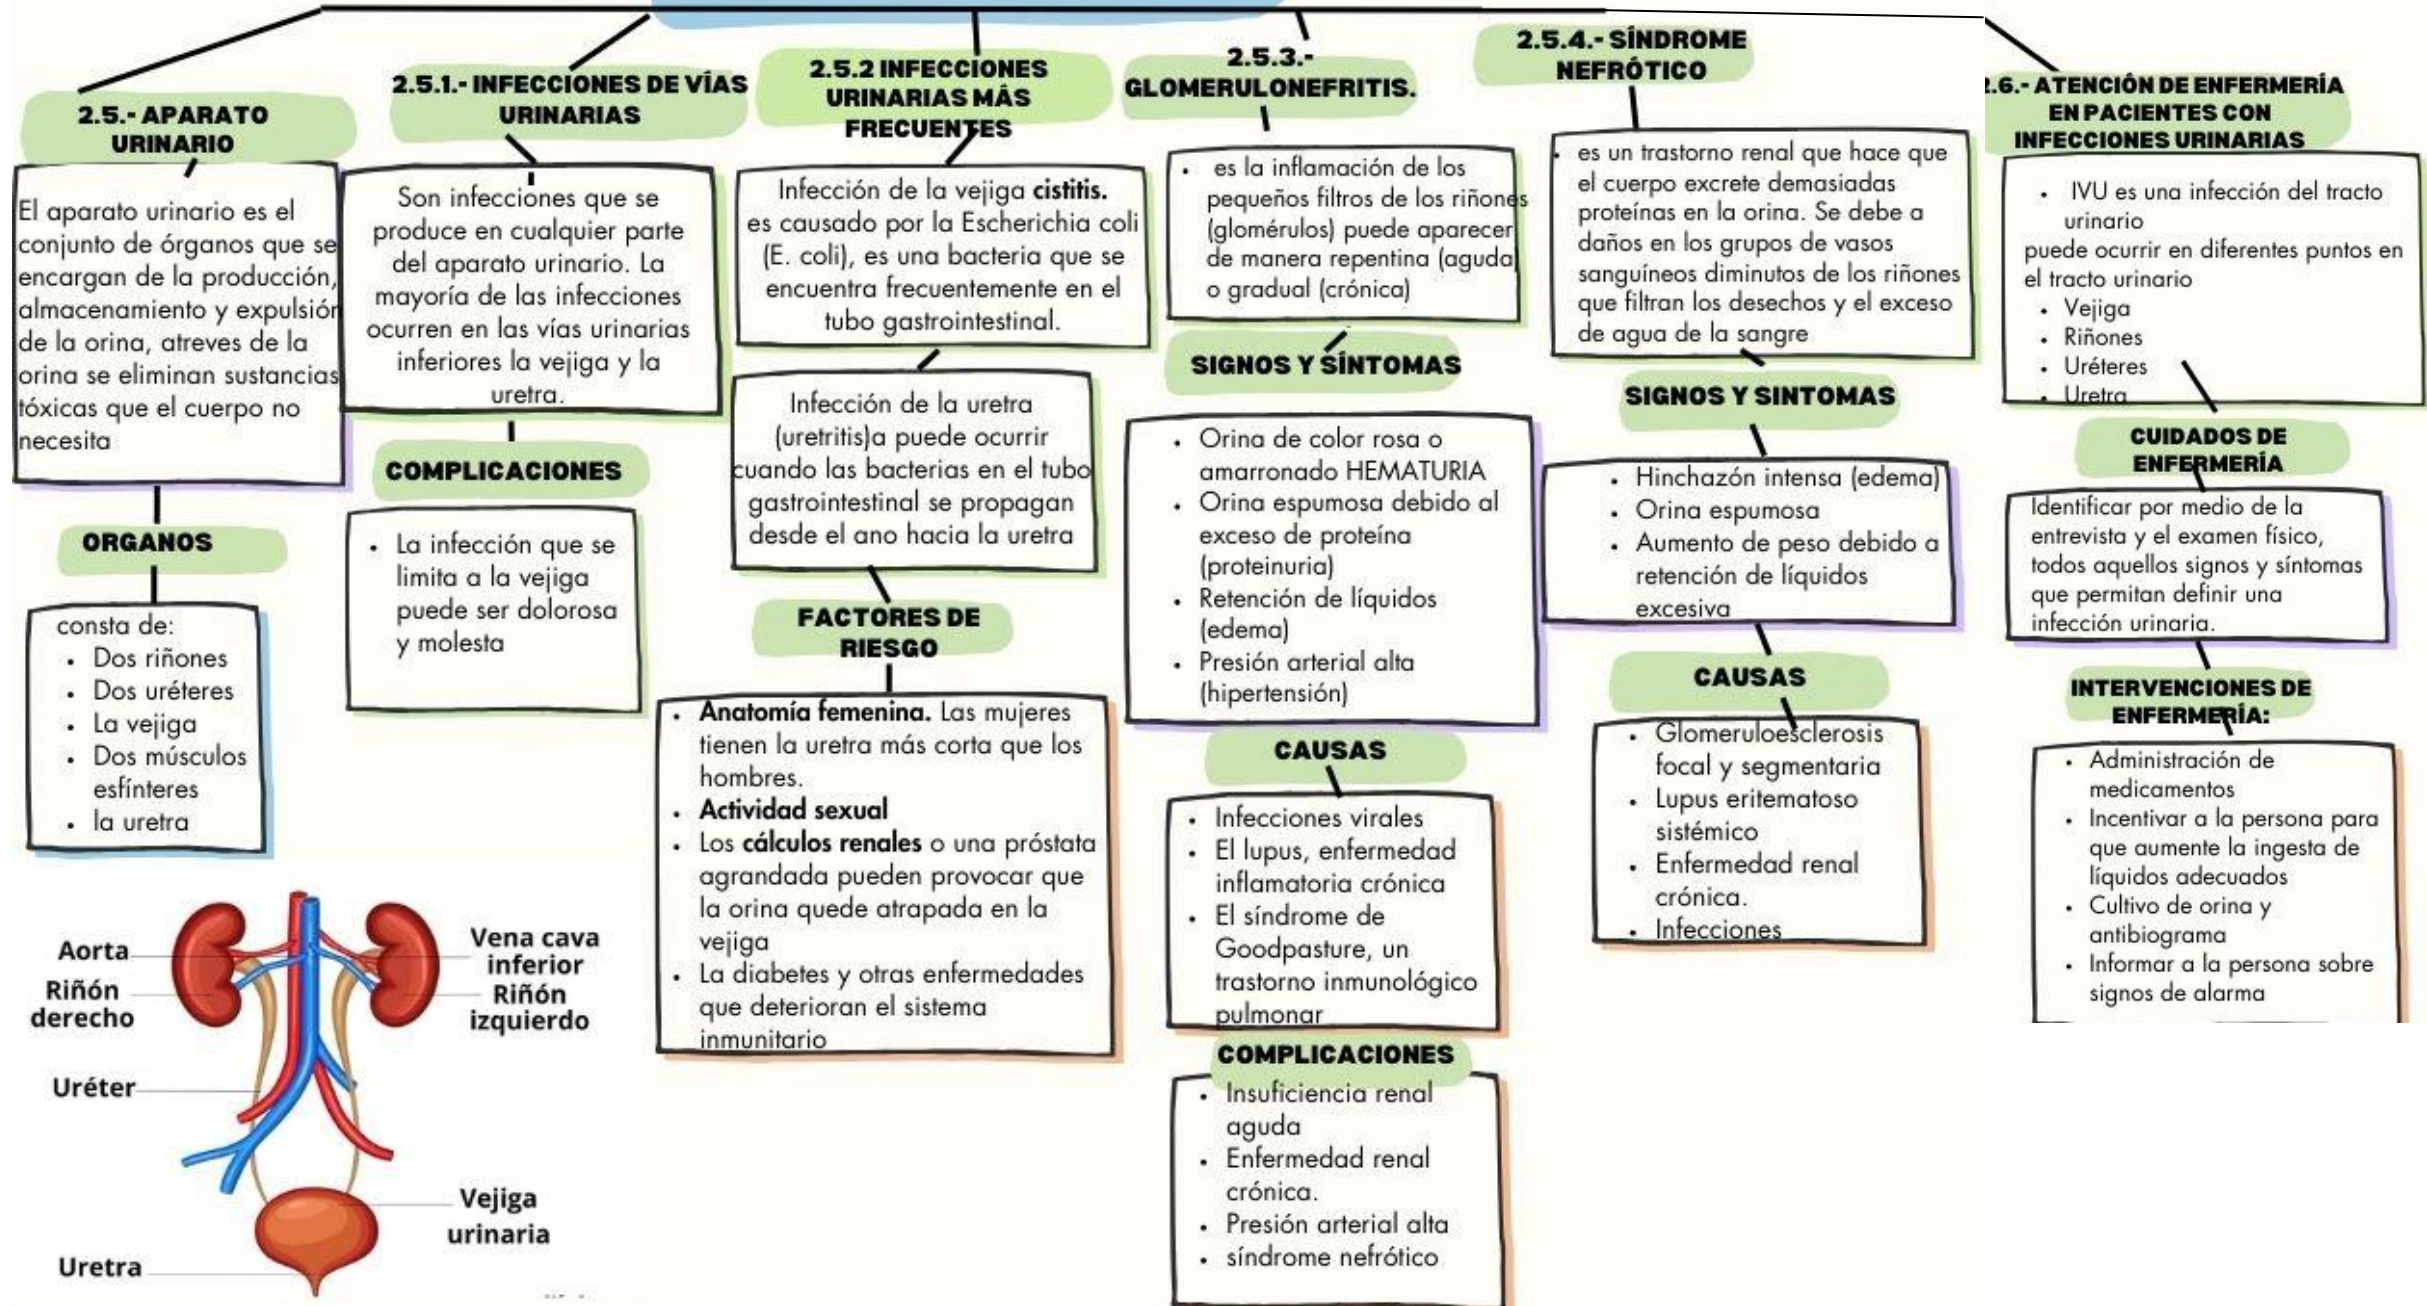 2.5.- APARATO
URINARIO
El aparato urinario es el
conjunto de órganos que se
encargan de la producción,
almacenamiento y expulsión
de la orina, atreves de la
orina se eliminan sustancias
tóxicas que el cuerpo no
necesita
ORGANOS
consta de:
• Dos riñones
• Dos uréteres
• La vejiga
• Dos músculos
esfínteres
• la uretra
Aorta
Riñón
derecho
Uréter
Uretra
Vena cava
inferior
Riñón
izquierdo
Vejiga
urinaria
2.5.1.- INFECCIONES DE VÍAS
URINARIAS
Son infecciones que se
produce en cualquier parte
del aparato urinario. La
mayoría de las infecciones
ocurren en las vías urinarias
inferiores la vejiga y la
uretra.
COMPLICACIONES
• La infección que se
limita a la vejiga
puede ser dolorosa
y molesta
2.5.2 INFECCIONES
URINARIAS MÁS
FRECUENTES
Infección de la vejiga cistitis.
es causado por la Escherichia coli
(E. coli), es una bacteria que se
encuentra frecuentemente en el
tubo gastrointestinal.
Infección de la uretra
(uretritis)a puede ocurrir
cuando las bacterias en el tubo
gastrointestinal se propagan
desde el ano hacia la uretra
FACTORES DE
RIESGO
• Anatomía femenina. Las mujeres
tienen la uretra más corta que los
hombres.
• Actividad sexual
• Los cálculos renales o una próstata
agrandada pueden provocar que
la orina quede atrapada en la
vejiga
• La diabetes y otras enfermedades
que deterioran el sistema
inmunitario
2.5.3.-
GLOMERULONEFRITIS.
• es la inflamación de los
pequeños filtros de los riñones
(glomérulos) puede aparecer
de manera repentina (aguda)
o gradual (crónica)
SIGNOS Y SÍNTOMAS
• Orina de color rosa o
amarronado HEMATURIA
• Orina espumosa debido al
exceso de proteína
(proteinuria)
• Retención de líquidos
(edema)
• Presión arterial alta
(hipertensión)
CAUSAS
• Infecciones virales
• El lupus, enfermedad
inflamatoria crónica
• El síndrome de
Goodpasture, un
trastorno inmunológico
pulmonar
COMPLICACIONES
• Insuficiencia renal
aguda
• Enfermedad renal
crónica.
• Presión arterial alta
• síndrome nefrótico
2.5.4.- SÍNDROME
NEFRÓTICO
• es un trastorno renal que hace que
el cuerpo excrete demasiadas
proteínas en la orina. Se debe a
daños en los grupos de vasos
sanguíneos diminutos de los riñones
que filtran los desechos y el exceso
de agua de la sangre
SIGNOS Y SINTOMAS
• Hinchazón intensa (edema)
• Orina espumosa
• Aumento de peso debido a
retención de líquidos
excesiva
CAUSAS
• Glomeruloesclerosis
focal y segmentaria
• Lupus eritematoso
sistémico
• Enfermedad renal
crónica.
• Infecciones
2.6.- ATENCIÓN DE ENFERMERÍA
EN PACIENTES CON
INFECCIONES URINARIAS
• IVU es una infección del tracto
urinario
puede ocurrir en diferentes puntos en
el tracto urinario
• Vejiga
• Riñones
• Uréteres
• Uretra
CUIDADOS DE
ENFERMERÍA
Identificar por medio de la
entrevista y el examen físico,
todos aquellos signos y síntomas
que permitan definir una
infección urinaria.
INTERVENCIONES DE
ENFERMERÍA:
• Administración de
medicamentos
• Incentivar a la persona para
que aumente la ingesta de
líquidos adecuados
• Cultivo de orina y
antibiograma
• Informar a la persona sobre
signos de alarma